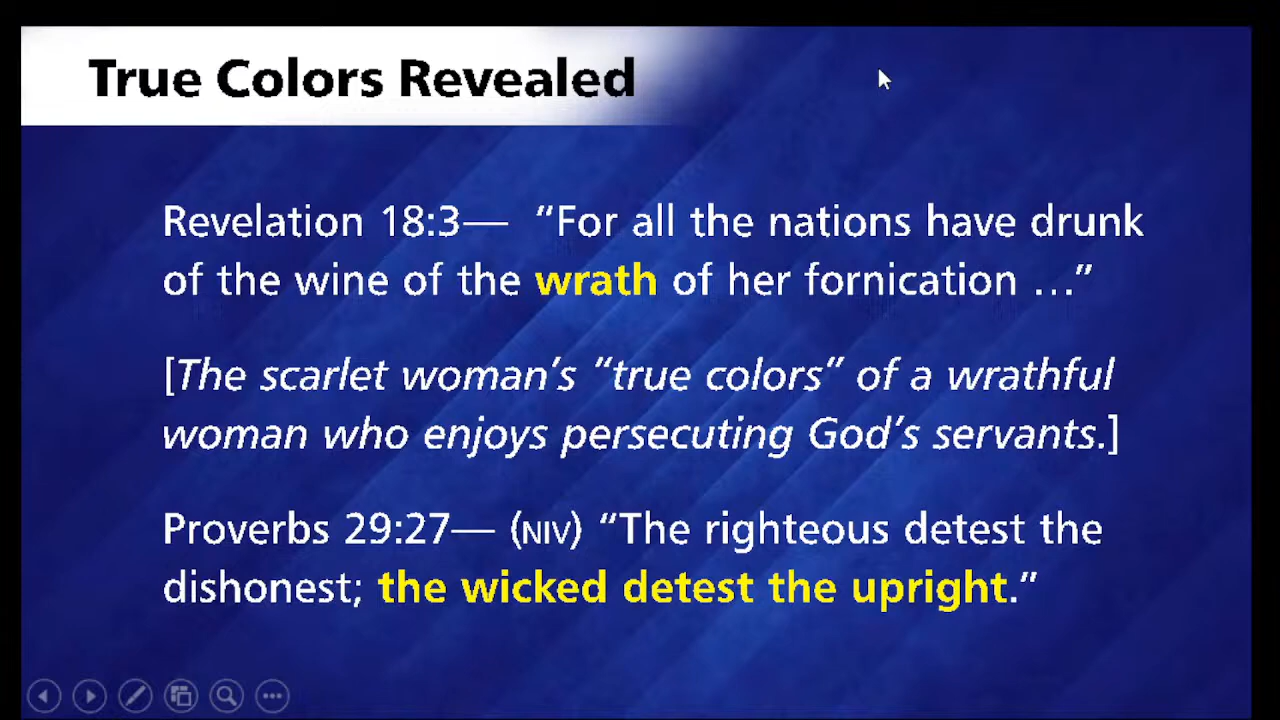 True Colors Revealed
Revelation 18:3— “For all the nations have drunk
of the wine of the wrath of her fornication …”
[The scarlet woman’s “true colors” of a wrathful
woman who enjoys persecuting God’s servants.]
Proverbs 29:27— (NIV) “The righteous detest the
dishonest; the wicked detest the upright.”